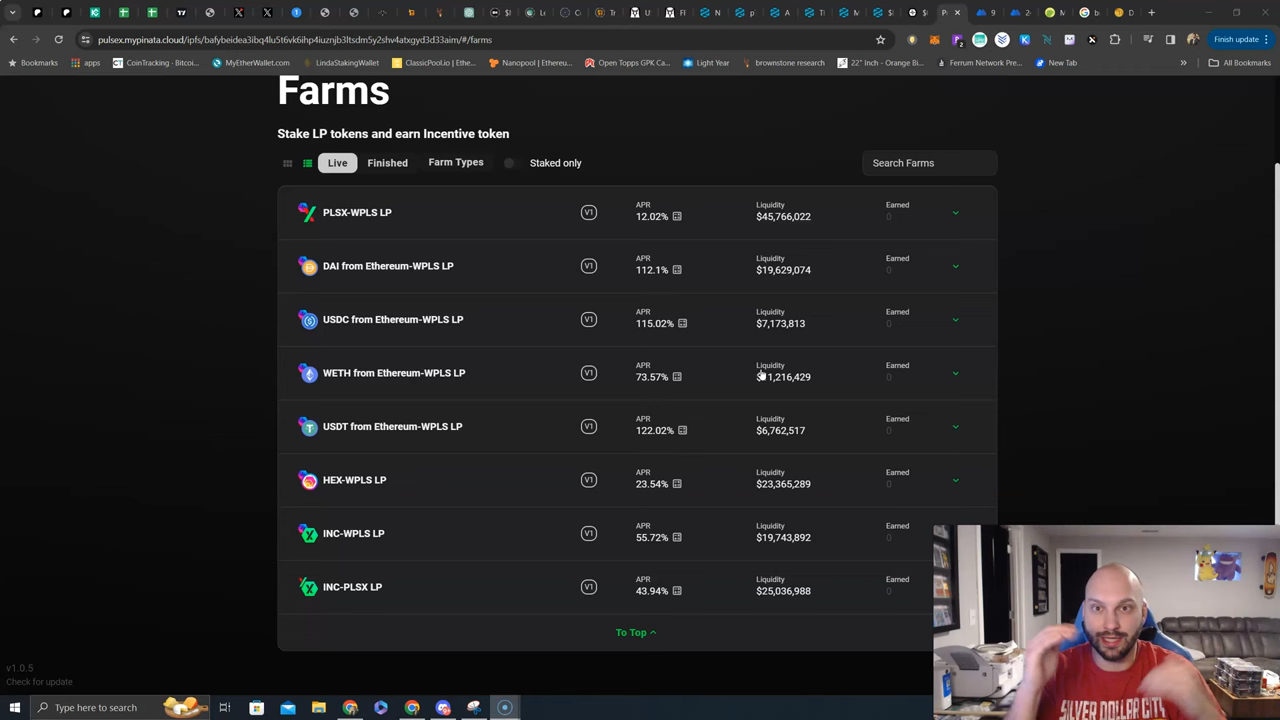 pulsex.mypinata.cloud/ipfs/bafybeidea3ibq4lu5t6vk6ihp4iuznjb3ltsdm5y2shv4atxgyd3d33aim/#/farms
Finish update
Bookmarks
apps
CoinTracking - Bitcoi...
MyEtherWallet.com
LindaStakingWallet
ClassicPool.io | Ethe...
Nanopool | Ethereu...
Open Topps GPK Ca...
Light Year
brownstone research
22" Inch - Orange Bi...
Ferrum Network Pre...
New Tab
All Bookmarks
Farms
Stake LP tokens and earn Incentive token
Live
Finished
Farm Types
Staked only
Search Farms
PLSX-WPLS LP
V1
APR
12.02%
Liquidity
$45,766,022
Earned
0
DAI from Ethereum-WPLS LP
V1
APR
112.1%
Liquidity
$19,629,074
Earned
0
USDC from Ethereum-WPLS LP
V1
APR
115.02%
Liquidity
$7,173,813
Earned
0
WETH from Ethereum-WPLS LP
V1
APR
73.57%
Liquidity
Earned
0
USDT from Ethereum-WPLS LP
V1
APR
122.02%
Liquidity
$6,762,517
Earned
0
HEX-WPLS LP
V1
APR
23.54%
Liquidity
$23,365,289
Earned
0
INC-WPLS LP
V1
APR
55.72%
Liquidity
$19,743,892
Earned
0
INC-PLSX LP
V1
APR
43.94%
Liquidity
$25,036,988
Earned
0
To Top
v1.0.5
Check for update
Type here to search
SILVER DOLLAR CITY